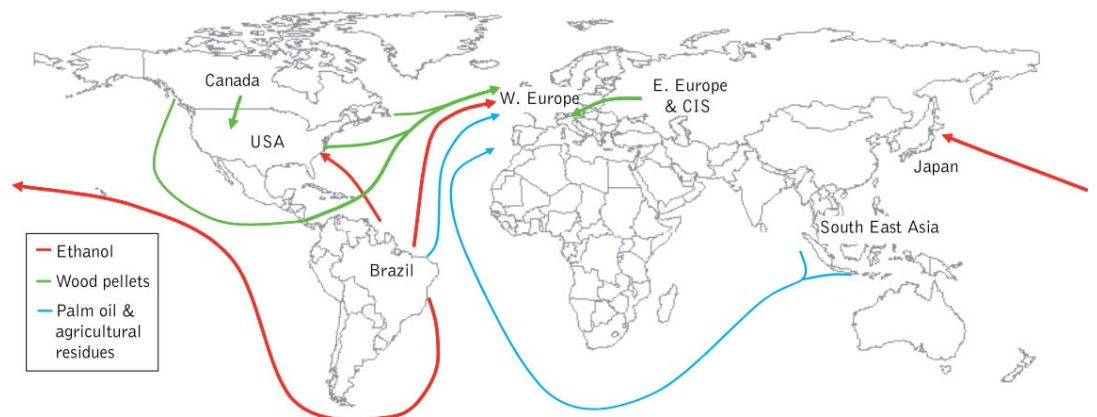 Canada
USA
W. Europe
E. Europe
& CIS
Japan
South East Asia
Brazil
Ethanol
Wood pellets
Palm oil &
agricultural
residues